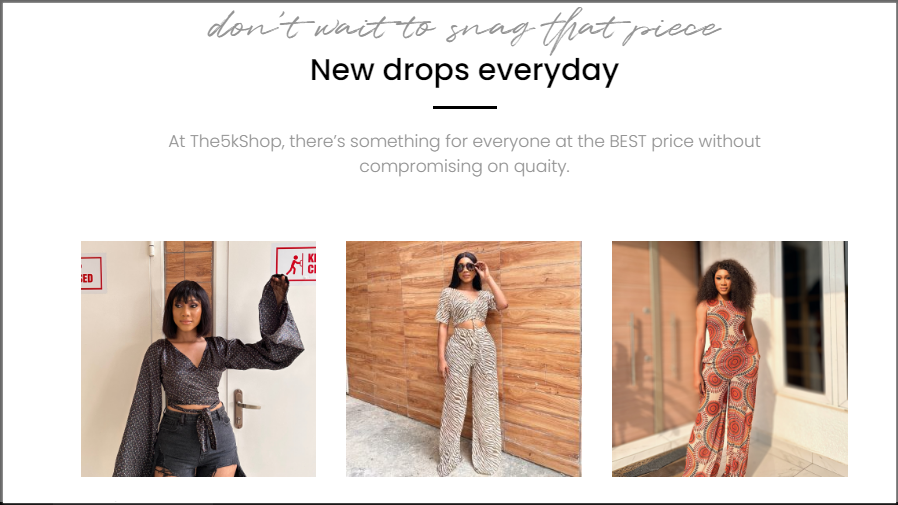 don't wait to snag that piece
New drops everyday
At The5kShop, there's something for everyone at the BEST price without
compromising on quaity.